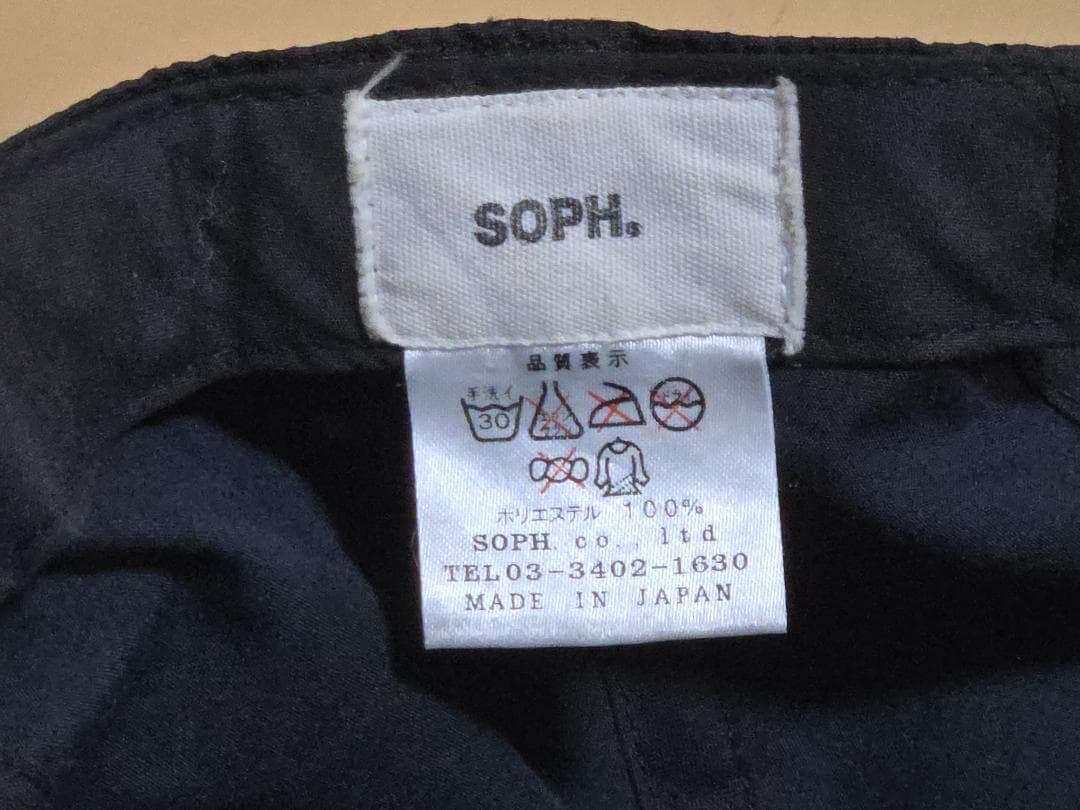 SOPH.
品質表示
手洗イ
30
ポリエステル 100%
SOPH. co., ltd
TEL03-3402-1630
MADE IN JAPAN